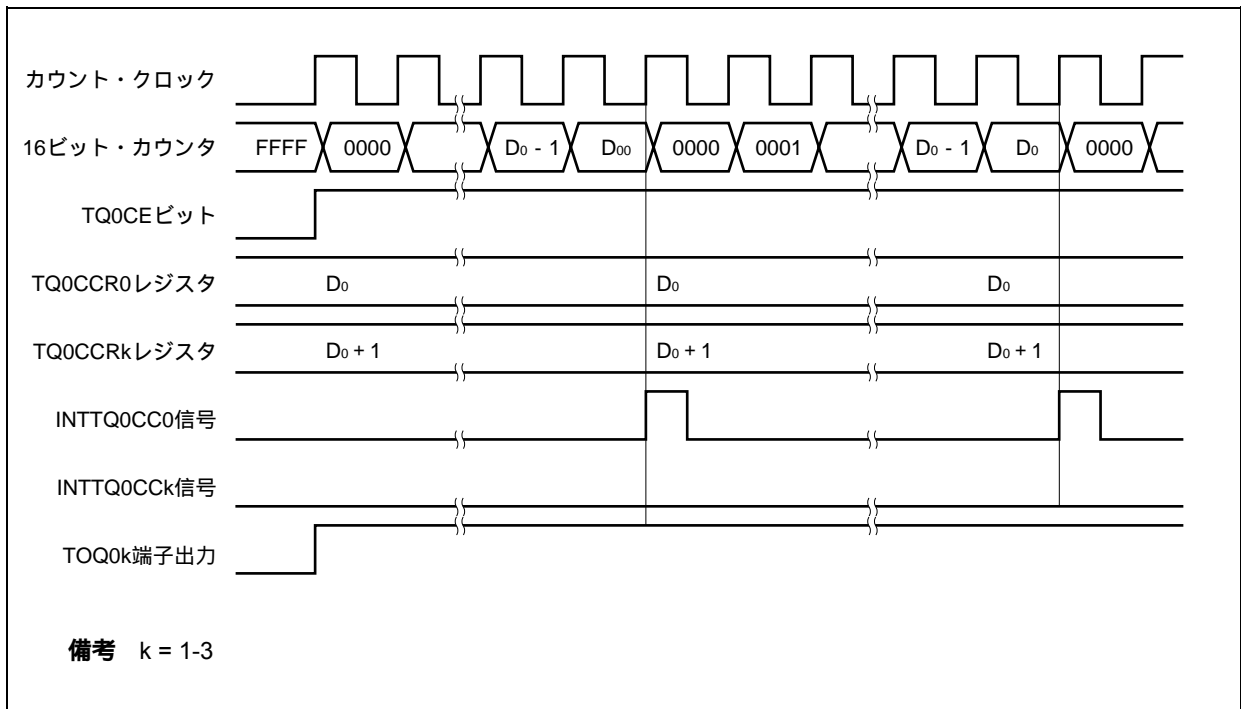 カウント・クロック
16ビット・カウンタ FFFF 0000 D0 - 1 D00 0000 0001 D0 - 1 D0 0000
TQ0CEビット
TQ0CCR0レジスタ D0 D0 D0
TQ0CCRkレジスタ D0 + 1 D0 + 1 D0 + 1
INTTQ0CC0信号
INTTQ0CCk信号
TOQ0k端子出力
備考 k = 1-3